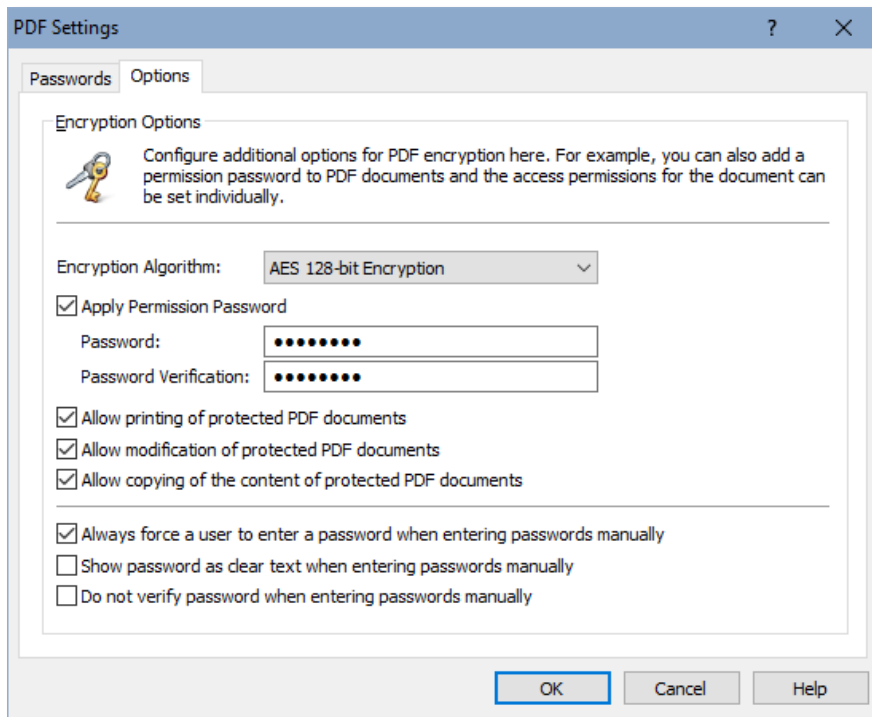 PDF Settings
?
Passwords
Options
Encryption Options
Configure additional options for PDF encryption here. For example, you can also add a
permission password to PDF documents and the access permissions for the document can
be set individually.
Encryption Algorithm:
AES 128-bit Encryption
Apply Permission Password
Password:
●●●●●●●●
Password Verification:
●●●●●●●●
Allow printing of protected PDF documents
Allow modification of protected PDF documents
Allow copying of the content of protected PDF documents
Always force a user to enter a password when entering passwords manually
Show password as clear text when entering passwords manually
Do not verify password when entering passwords manually
OK
Cancel
Help